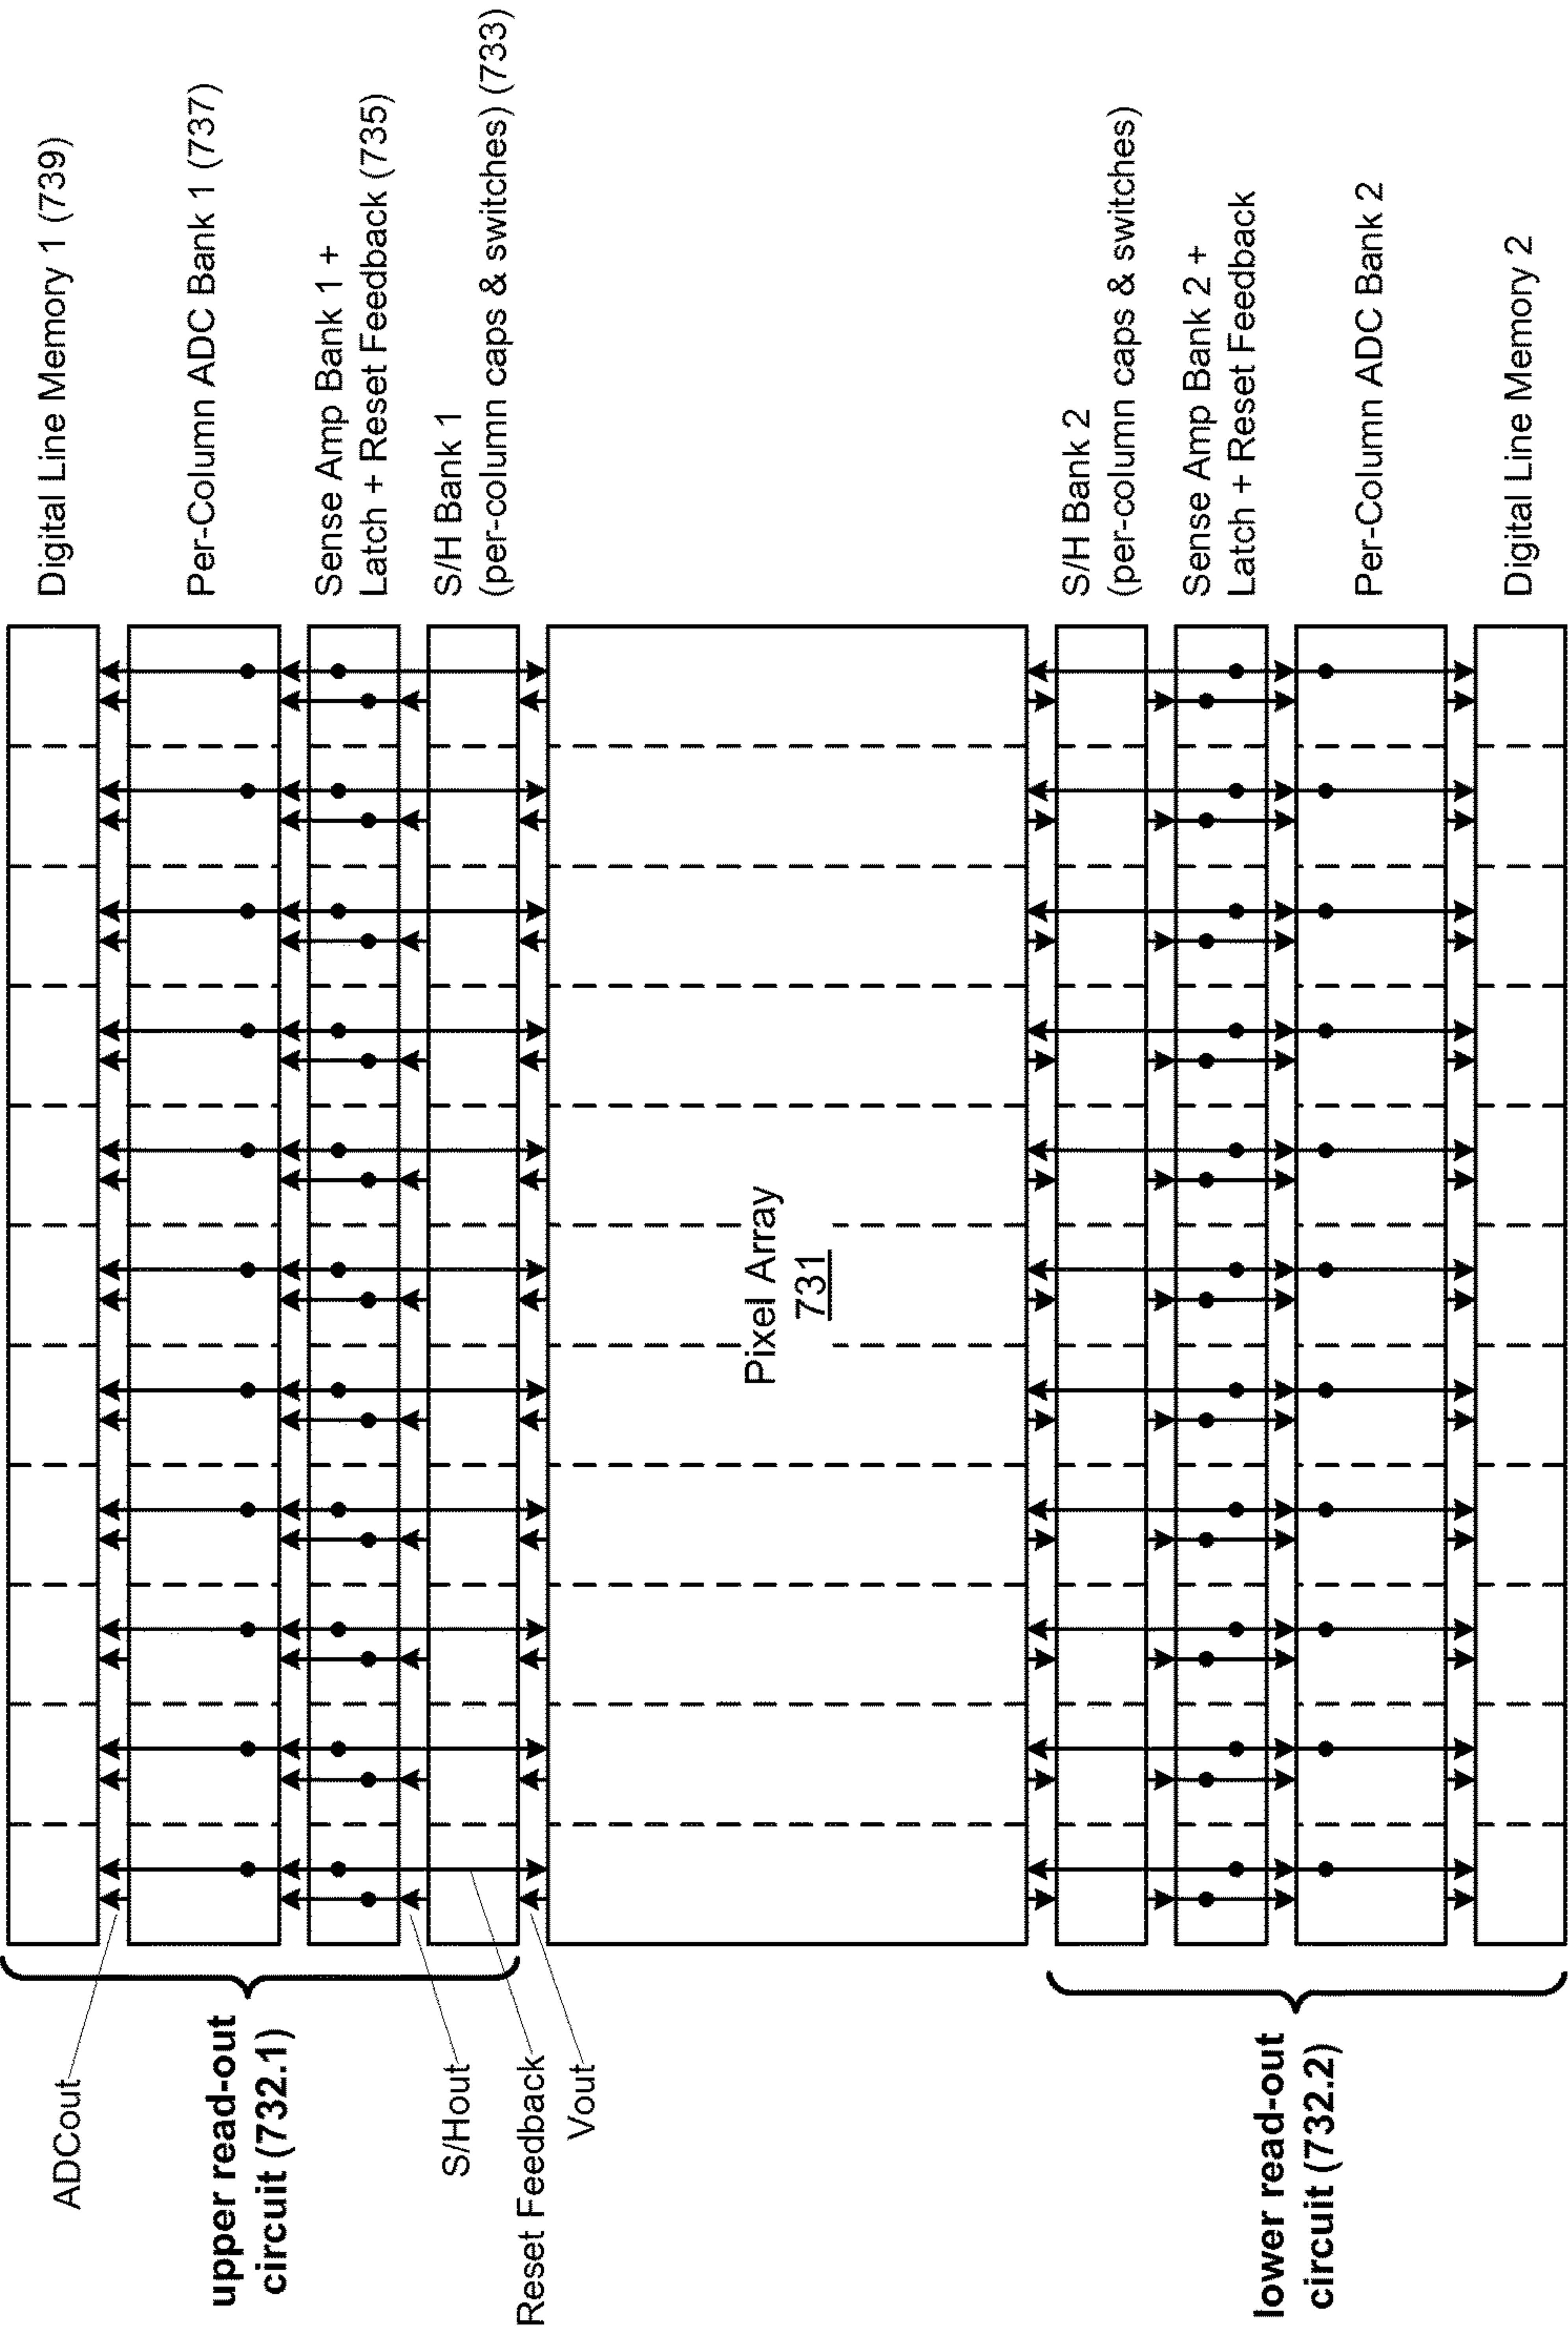 Digital Line Memory 1 (739)
Per-Column ADC Bank 1 (737)
Sense Amp Bank 1 +
Latch + Reset Feedback (735)
S/H Bank 1
(per-column caps & switches) (733)
Pixel Array
731
S/H Bank 2
(per-column caps & switches)
Sense Amp Bank 2 +
Latch + Reset Feedback
Per-Column ADC Bank 2
Digital Line Memory 2
ADCout
upper read-out
circuit (732.1)
S/Hout
Reset Feedback
Vout
lower read-out
circuit (732.2)